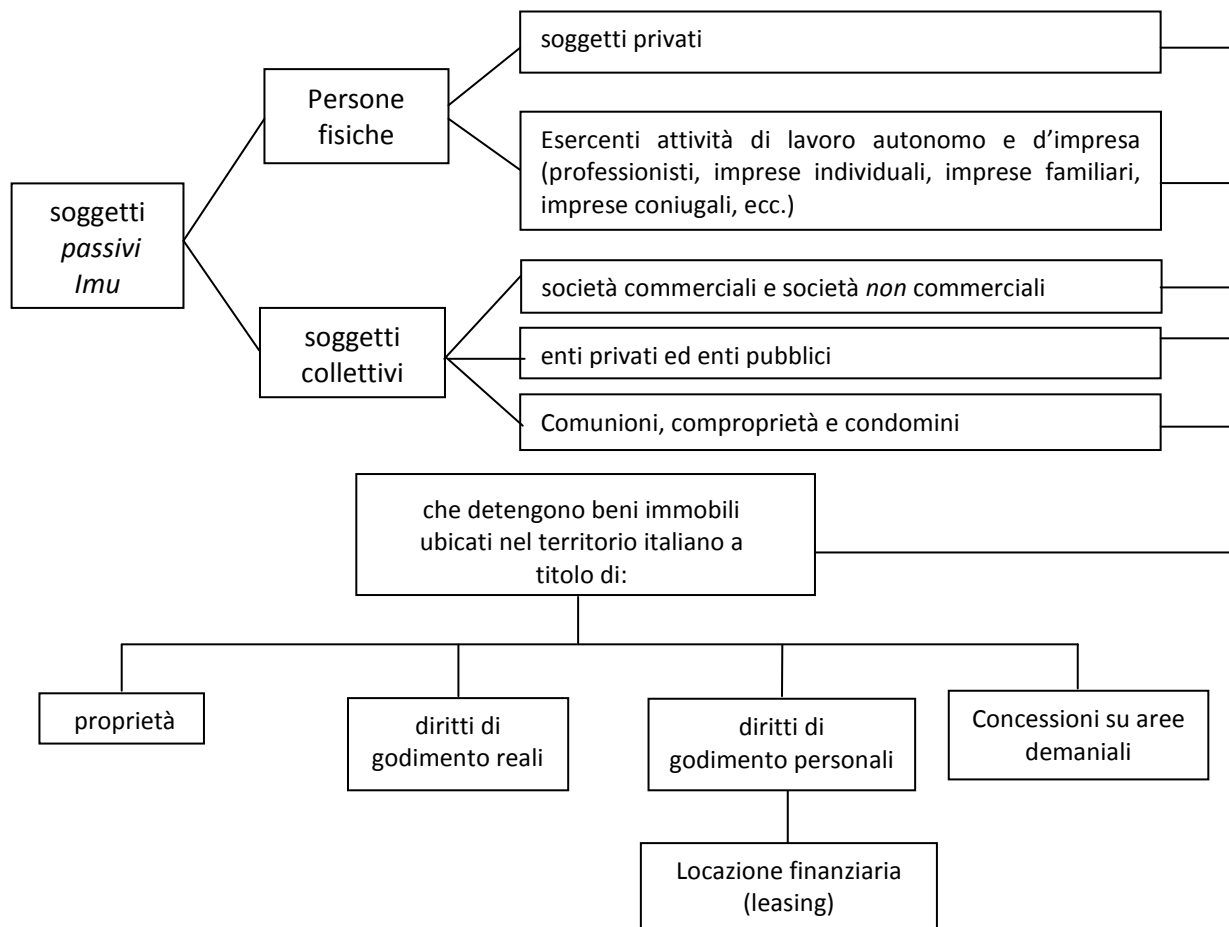 soggetti privati
Persone
fisiche
Esercenti attività di lavoro autonomo e d’impresa
(professionisti, imprese individuali, imprese familiari,
imprese coniugali, ecc.)
soggetti
passivi
Imu
società commerciali e società non commerciali
soggetti
collettivi
enti privati ed enti pubblici
Comunioni, comproprietà e condomini
che detengono beni immobili
ubicati nel territorio italiano a
titolo di:
proprietà
diritti di
godimento reali
diritti di
godimento personali
Concessioni su aree
demaniali
Locazione finanziaria
(leasing)